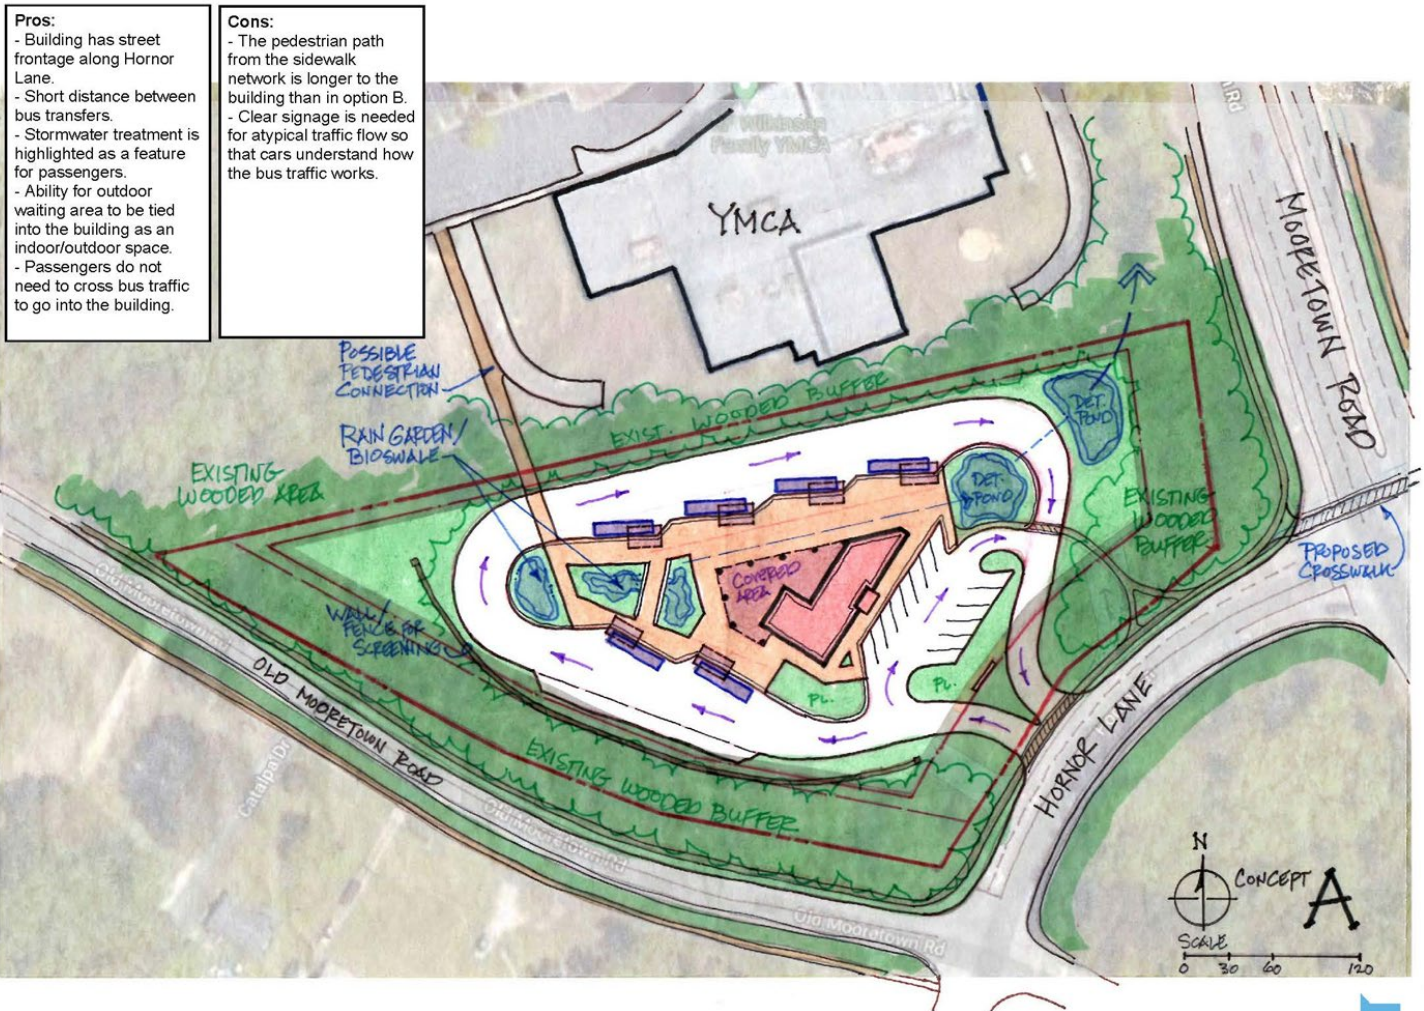 Pros:
- Building has street
frontage along Hornor
Lane.
- Short distance between
bus transfers.
- Stormwater treatment is
highlighted as a feature
for passengers.
- Ability for outdoor
waiting area to be tied
into the building as an
indoor/outdoor space.
- Passengers do not
need to cross bus traffic
to go into the building.
Cons:
- The pedestrian path
from the sidewalk
network is longer to the
building than in option B.
- Clear signage is needed
for atypical traffic flow so
that cars understand how
the bus traffic works.
Family YMCA
YMCA
Rd
MOORETOWN ROAD
POSSIBLE
PEDESTRIAN
CONNECTION
RAIN GARDEN/
BIOSWALE
EXISTING
WOODED AREA
EXIST. WOODED BUFFER
DET.
POND
DET.
POND
EXISTING
WOODED
BUFFER
PROPOSED
CROSSWALK
COVERED
AREA
WALL/
FENCE FOR
SCREENING
PL.
PL.
Old Mooretown Rd
OLD MOORETOWN ROAD
Catalpa Dr
EXISTING WOODED BUFFER
Old Mooretown Rd
HORNOR LANE
Old Mooretown Rd
N
CONCEPT A
SCALE
0 30 60 120